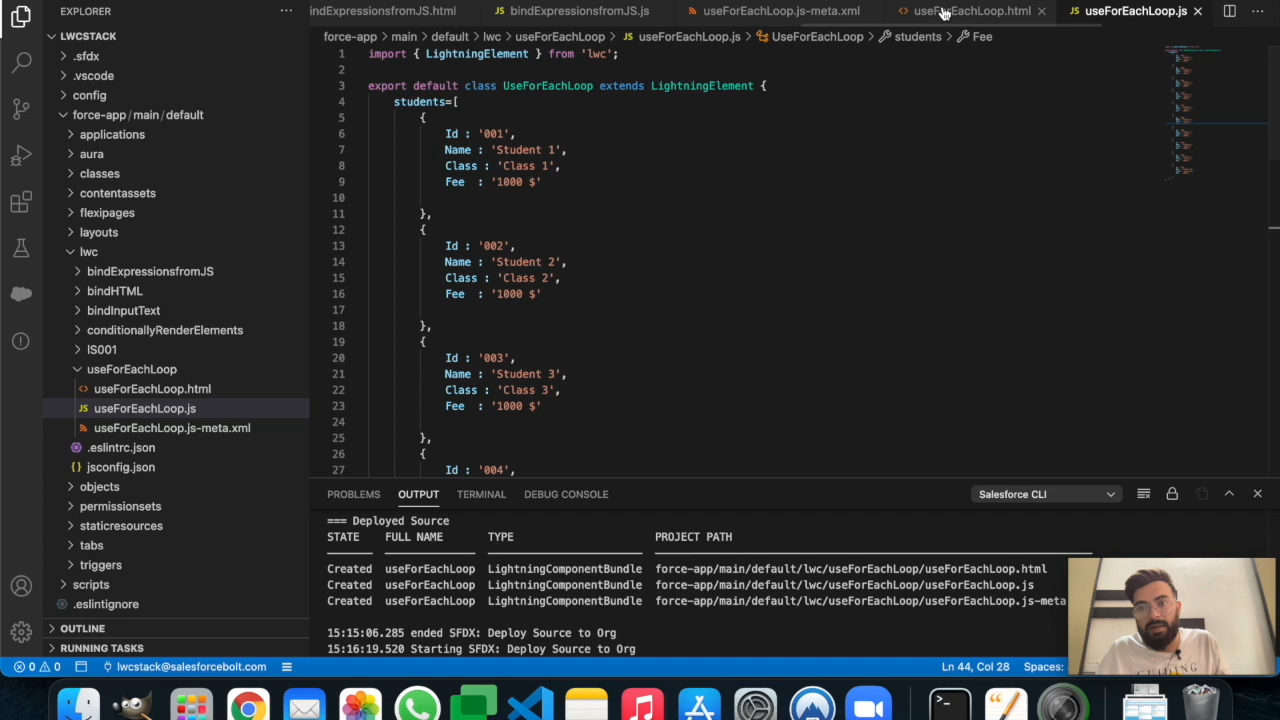 EXPLORER
LWCSTACK
.sfdx
.vscode
config
force-app/main/default
applications
aura
classes
contentassets
flexipages
layouts
lwc
bindExpressionsfromJS
bindHTML
bindInputText
conditionallyRenderElements
IS001
useForEachLoop
useForEachLoop.html
useForEachLoop.js
useForEachLoop.js-meta.xml
.eslintrc.json
jsconfig.json
objects
permissionsets
staticresources
tabs
triggers
scripts
.eslintignore
OUTLINE
RUNNING TASKS
indExpressionsfromJS.html
JS bindExpressionsfromJS.js
useForEachLoop.js-meta.xml
useForEachLoop.html
JS useForEachLoop.js
force-app > main > default > lwc > useForEachLoop > JS useForEachLoop.js > UseForEachLoop > students > Fee
1 import { LightningElement } from 'lwc';
2
3 export default class UseForEachLoop extends LightningElement {
4 students=[
5 {
6 Id : '001',
7 Name : 'Student 1',
8 Class : 'Class 1',
9 Fee : '1000 $'
10
11 },
12 {
13 Id : '002',
14 Name : 'Student 2',
15 Class : 'Class 2',
16 Fee : '1000 $'
17
18 },
19 {
20 Id : '003',
21 Name : 'Student 3',
22 Class : 'Class 3',
23 Fee : '1000 $'
24
25 },
26 {
27 Id : '004',
PROBLEMS OUTPUT TERMINAL DEBUG CONSOLE Salesforce CLI
=== Deployed Source
STATE FULL NAME TYPE PROJECT PATH
Created useForEachLoop LightningComponentBundle force-app/main/default/lwc/useForEachLoop/useForEachLoop.html
Created useForEachLoop LightningComponentBundle force-app/main/default/lwc/useForEachLoop/useForEachLoop.js
Created useForEachLoop LightningComponentBundle force-app/main/default/lwc/useForEachLoop/useForEachLoop.js-meta
15:15:06.285 ended SFDX: Deploy Source to Org
15:16:19.520 Starting SFDX: Deploy Source to Org
0 0 lwcstack@salesforcebolt.com Ln 44, Col 28 Spaces: